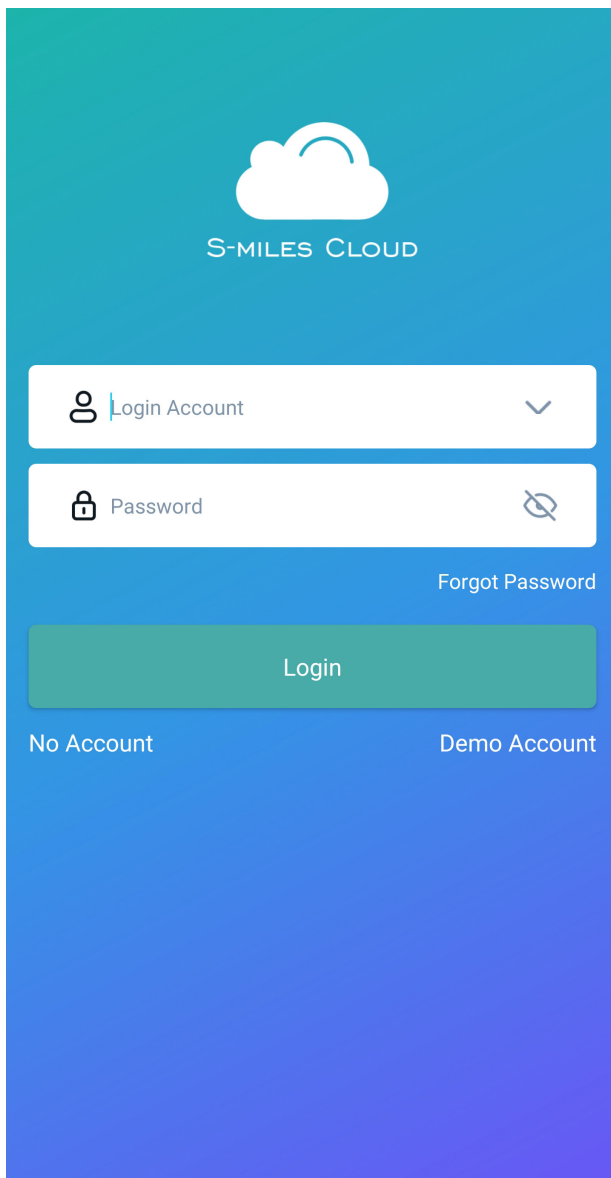 S-MILES CLOUD
Login Account
Password
Forgot Password
Login
No Account
Demo Account